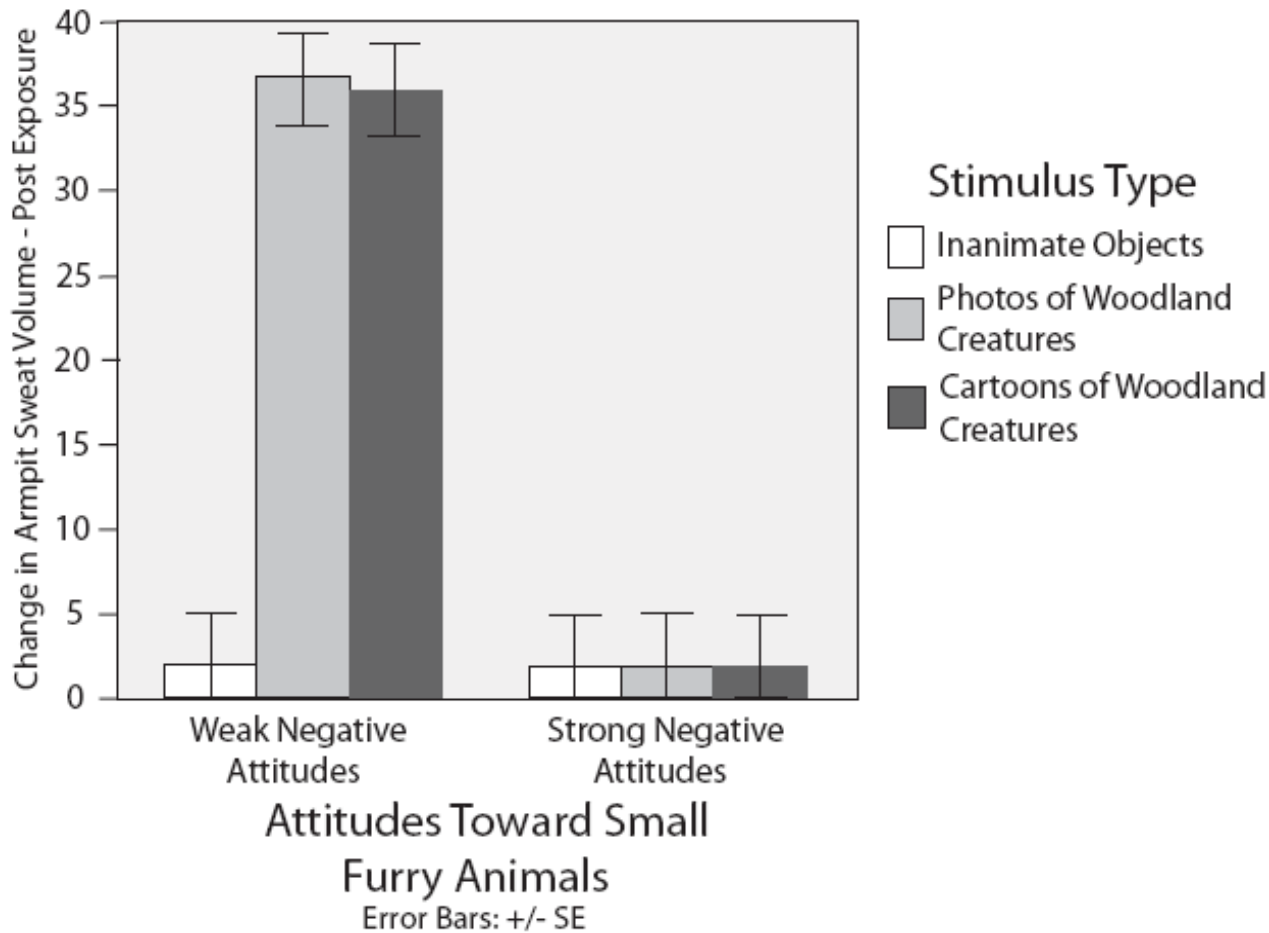 Change in Armpit Sweat Volume - Post Exposure
40
35
30
25
20
15
10
5
0
Weak Negative
Attitudes
Strong Negative
Attitudes
Attitudes Toward Small
Furry Animals
Error Bars: +/- SE
Stimulus Type
Inanimate Objects
Photos of Woodland
Creatures
Cartoons of Woodland
Creatures